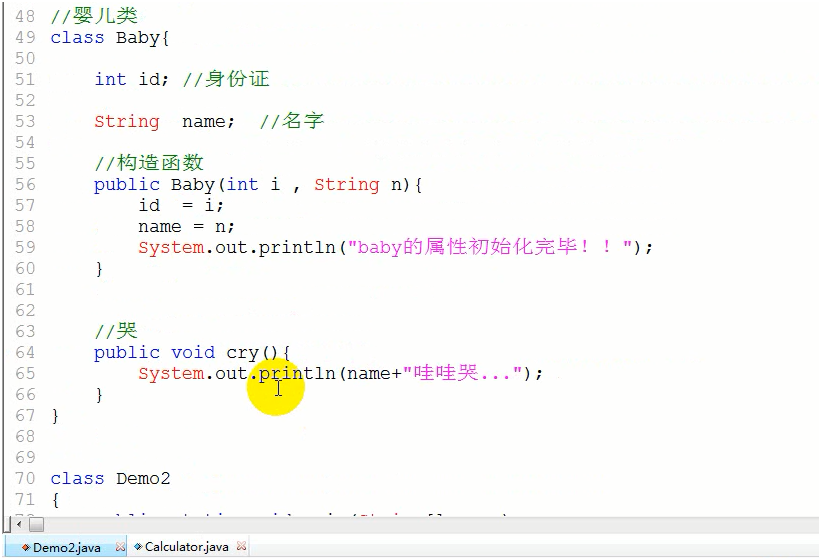 48 //婴儿类
49 class Baby{
50
51     int id; //身份证
52
53     String  name;  //名字
54
55     //构造函数
56     public Baby(int i , String n){
57         id  = i;
58         name = n;
59         System.out.println("baby的属性初始化完毕！！");
60     }
61
62
63     //哭
64     public void cry(){
65         System.out.println(name+"哇哇哭...");
66     }
67 }
68
69
70 class Demo2
71 {
Demo2.java Calculator.java